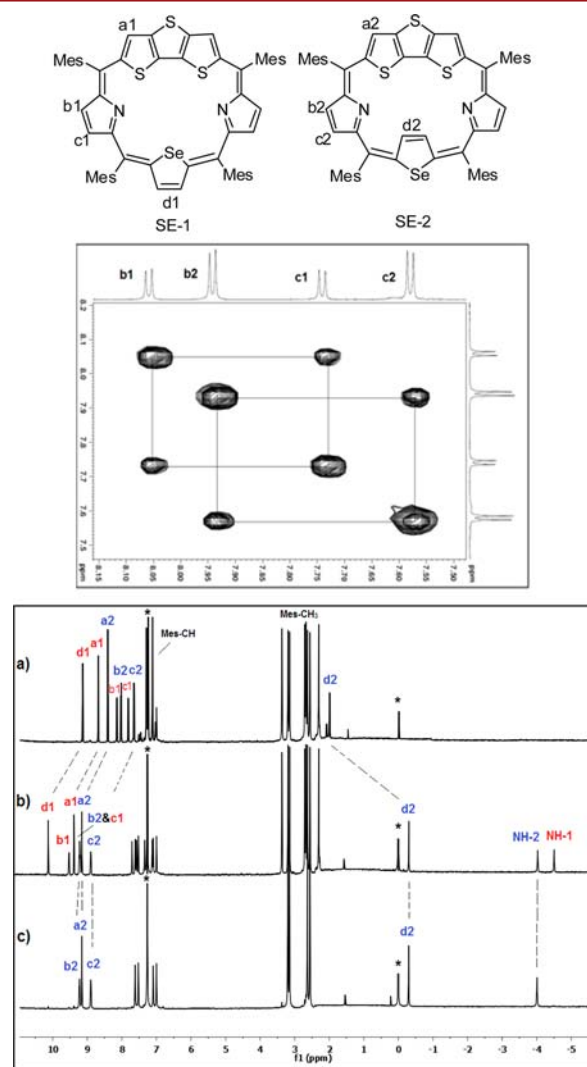 a1
S
a2
S
Mes
Mes
Mes
Mes
S
S
S
S
b1
N
N
b2
N
N
c1
c2
d2
Se
Mes
Mes
Mes
Se
Mes
d1
SE-1
SE-2
b1
b2
c1
c2
8.2
8.1
8.0
7.9
7.8
7.7
7.6
7.5
ppm
8.15
8.10
8.05
8.00
7.95
7.90
7.85
7.80
7.75
7.70
7.65
7.60
7.55
7.50
ppm
a2
*
Mes-CH
Mes-CH3
a)
d1
a1
b2
c2
b1
c1
d2
*
b)
d1
a1
a2
*
b2&c1
b1
c2
*
d2
NH-2
NH-1
c)
a2
*
b2
c2
*
d2
10 9 8 7 6 5 4 3 2 1 0 -1 -2 -3 -4 -5
f1 (ppm)